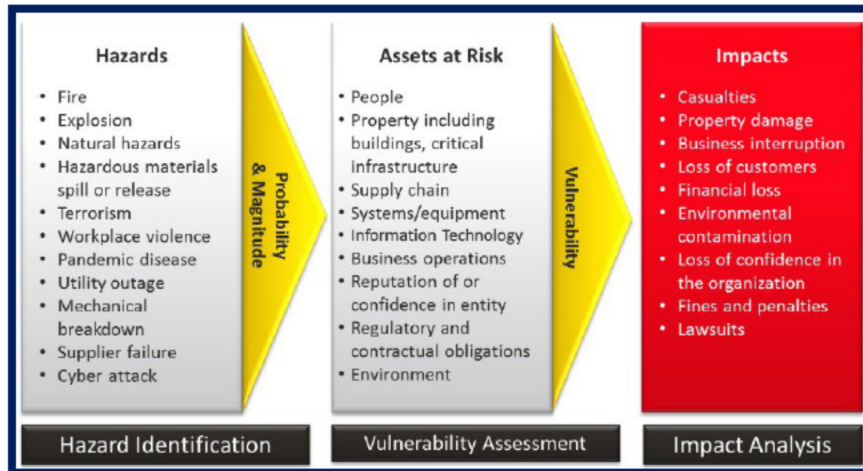 Hazards
• Fire
• Explosion
• Natural hazards
• Hazardous materials
spill or release
• Terrorism
• Workplace violence
• Pandemic disease
• Utility outage
• Mechanical
breakdown
• Supplier failure
• Cyber attack
Probability
& Magnitude
Assets at Risk
• People
• Property including
buildings, critical
infrastructure
• Supply chain
• Systems/equipment
• Information Technology
• Business operations
• Reputation of or
confidence in entity
• Regulatory and
contractual obligations
• Environment
Vulnerability
Impacts
• Casualties
• Property damage
• Business interruption
• Loss of customers
• Financial loss
• Environmental
contamination
• Loss of confidence in
the organization
• Fines and penalties
• Lawsuits
Hazard Identification
Vulnerability Assessment
Impact Analysis